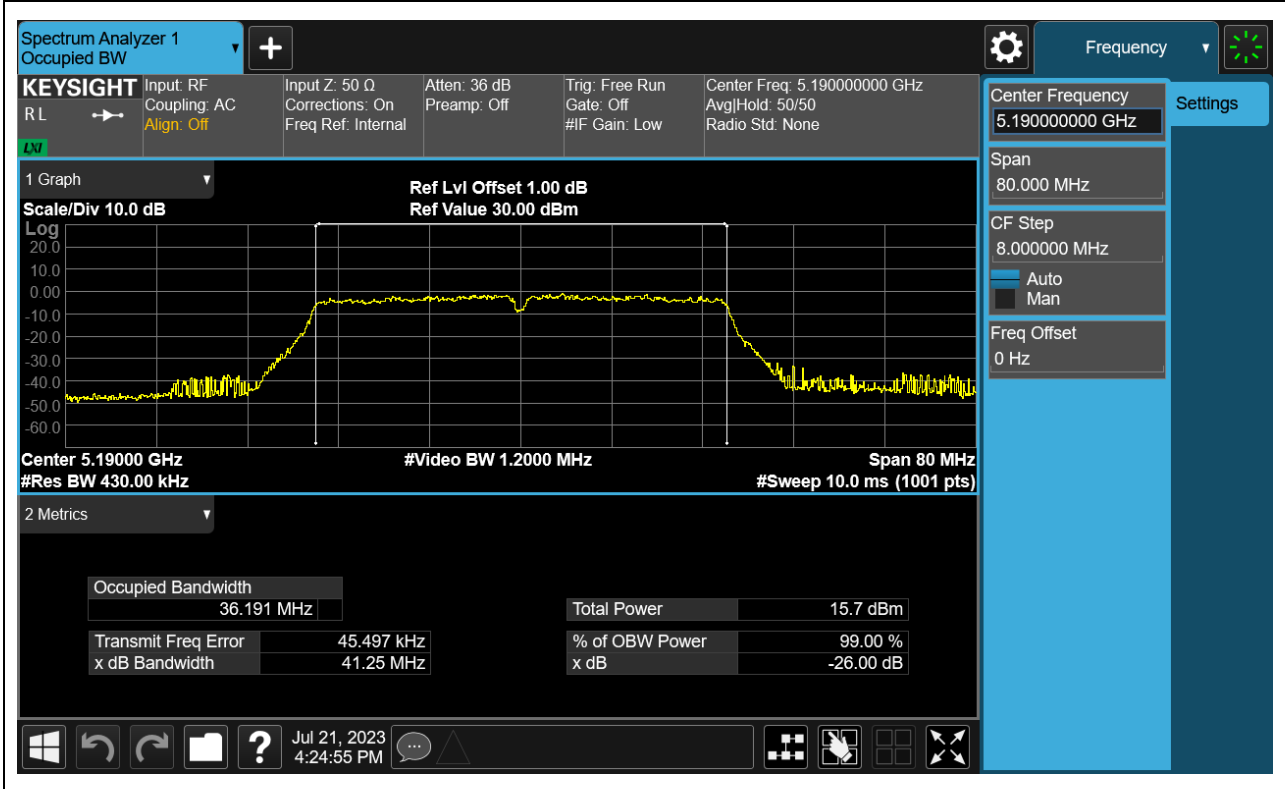 Spectrum Analyzer 1
Occupied BW
Frequency
KEYSIGHT
R L
LXI
Input: RF
Coupling: AC
Align: Off
Input Z: 50 Ω
Corrections: On
Freq Ref: Internal
Atten: 36 dB
Preamp: Off
Trig: Free Run
Gate: Off
#IF Gain: Low
Center Freq: 5.190000000 GHz
Avg|Hold: 50/50
Radio Std: None
Center Frequency
5.190000000 GHz
Settings
Span
80.000 MHz
CF Step
8.000000 MHz
Auto
Man
Freq Offset
0 Hz
1 Graph
Ref Lvl Offset 1.00 dB
Scale/Div 10.0 dB
Ref Value 30.00 dBm
Log
20.0
10.0
0.00
-10.0
-20.0
-30.0
-40.0
-50.0
-60.0
Center 5.19000 GHz
#Video BW 1.2000 MHz
Span 80 MHz
#Res BW 430.00 kHz
#Sweep 10.0 ms (1001 pts)
2 Metrics
Occupied Bandwidth
36.191 MHz
Total Power 15.7 dBm
Transmit Freq Error 45.497 kHz
% of OBW Power 99.00 %
x dB Bandwidth 41.25 MHz
x dB -26.00 dB
?
Jul 21, 2023
4:24:55 PM